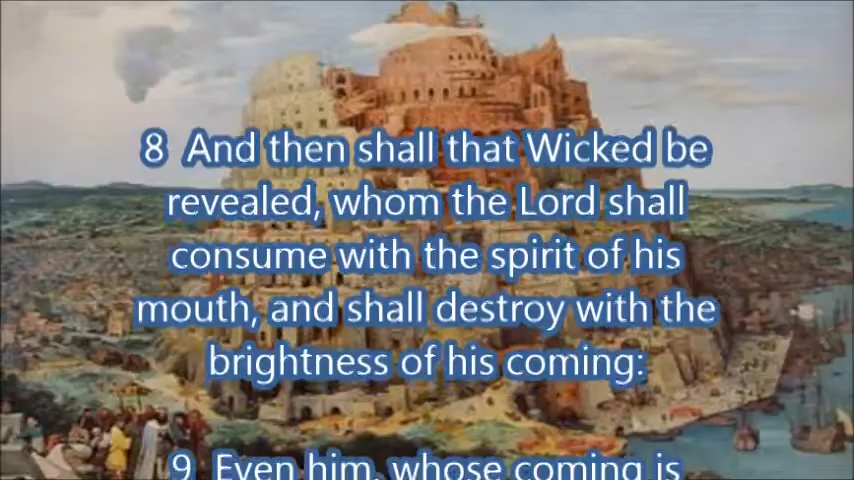 8 And then shall that Wicked be
revealed, whom the Lord shall
consume with the spirit of his
mouth, and shall destroy with the
brightness of his coming:
9 Even him, whose coming is